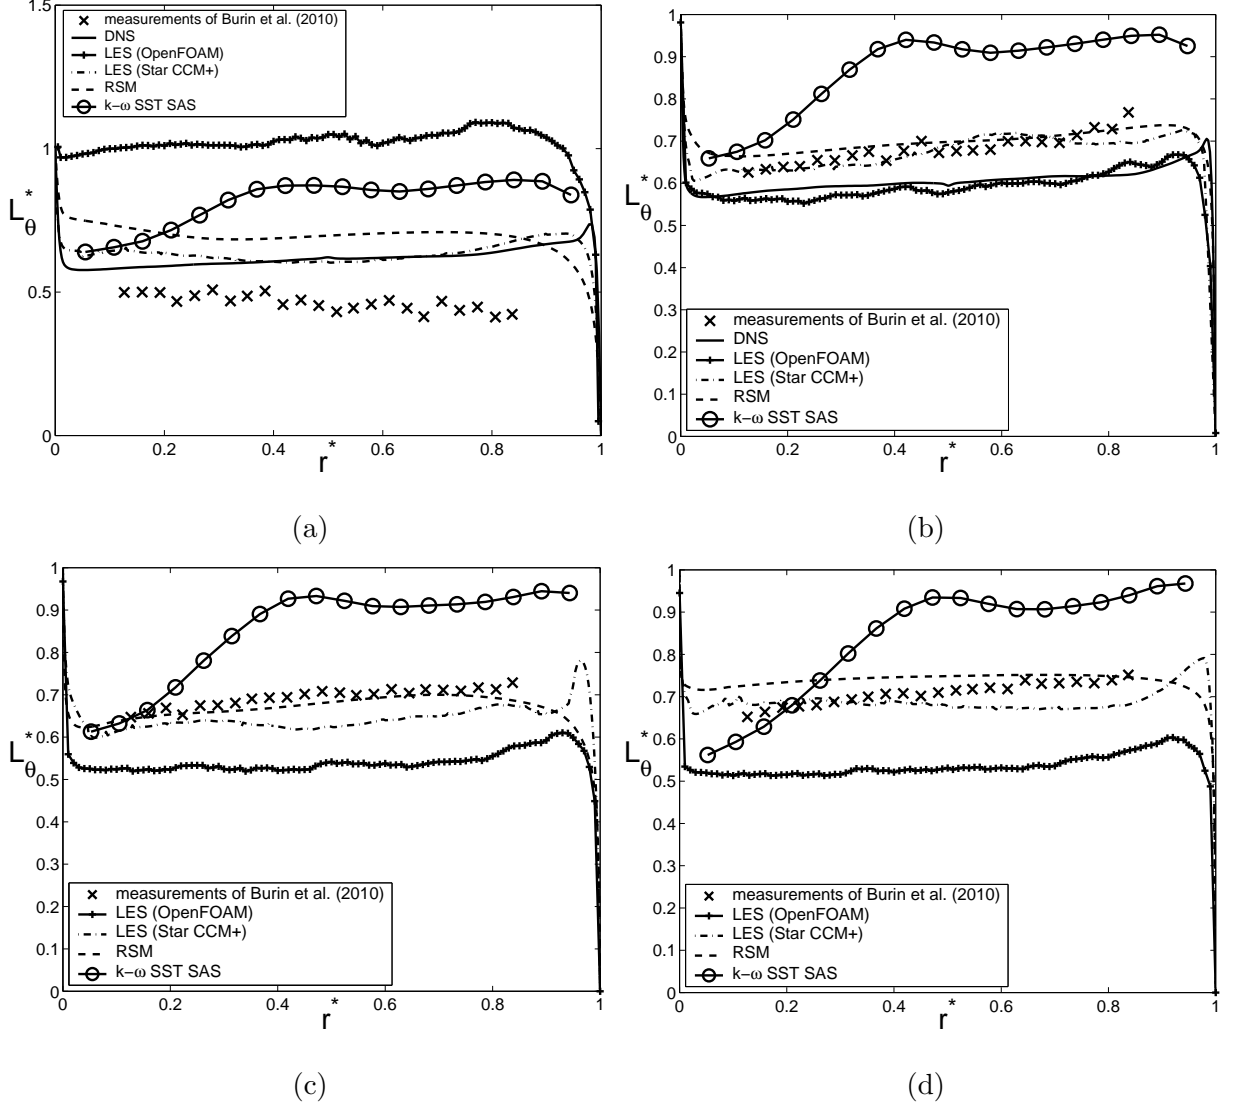 1.5
1
0.5
0
0
0.2
0.4
0.6
0.8
1
L*θ
r*
measurements of Burin et al. (2010)
DNS
LES (OpenFOAM)
LES (Star CCM+)
RSM
k−ω SST SAS
(a)
1
0.9
0.8
0.7
0.6
0.5
0.4
0.3
0.2
0.1
0
0
0.2
0.4
0.6
0.8
1
L*θ
r*
measurements of Burin et al. (2010)
DNS
LES (OpenFOAM)
LES (Star CCM+)
RSM
k−ω SST SAS
(b)
1
0.9
0.8
0.7
0.6
0.5
0.4
0.3
0.2
0.1
0
0
0.2
0.4
0.6
0.8
1
L*θ
r*
measurements of Burin et al. (2010)
LES (OpenFOAM)
LES (Star CCM+)
RSM
k−ω SST SAS
(c)
1
0.9
0.8
0.7
0.6
0.5
0.4
0.3
0.2
0.1
0
0
0.2
0.4
0.6
0.8
1
L*θ
r*
measurements of Burin et al. (2010)
LES (OpenFOAM)
LES (Star CCM+)
RSM
k−ω SST SAS
(d)